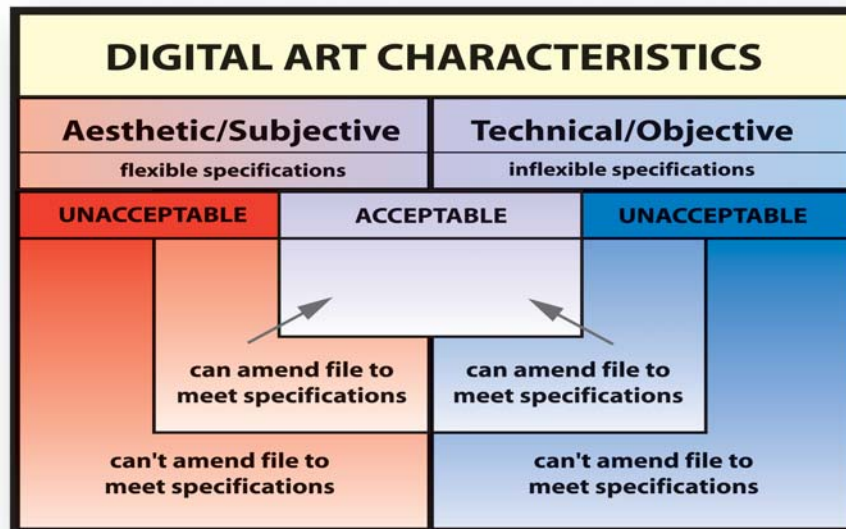 DIGITAL ART CHARACTERISTICS
Aesthetic/Subjective
flexible specifications
Technical/Objective
inflexible specifications
UNACCEPTABLE
ACCEPTABLE
UNACCEPTABLE
can amend file to
meet specifications
can amend file to
meet specifications
can't amend file to
meet specifications
can't amend file to
meet specifications